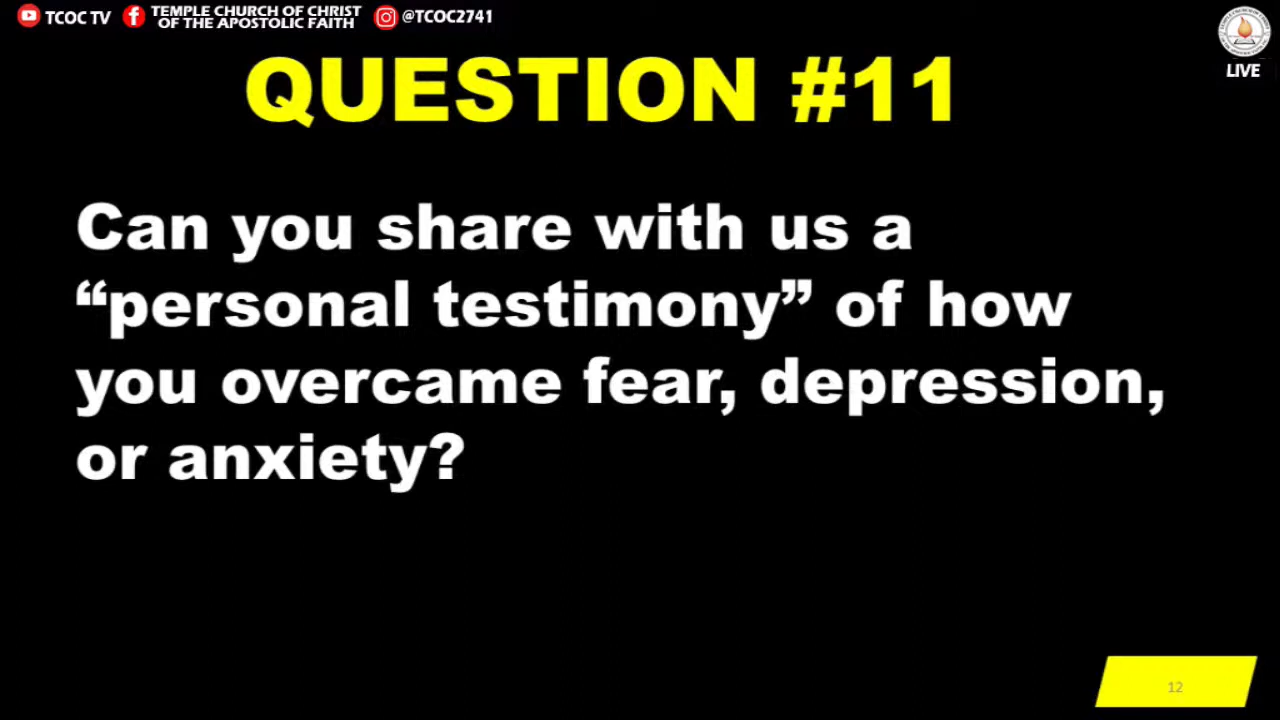 TCOC TV
TEMPLE CHURCH OF CHRIST
OF THE APOSTOLIC FAITH
@TCOC2741
LIVE
QUESTION #11
Can you share with us a
“personal testimony” of how
you overcame fear, depression,
or anxiety?
12